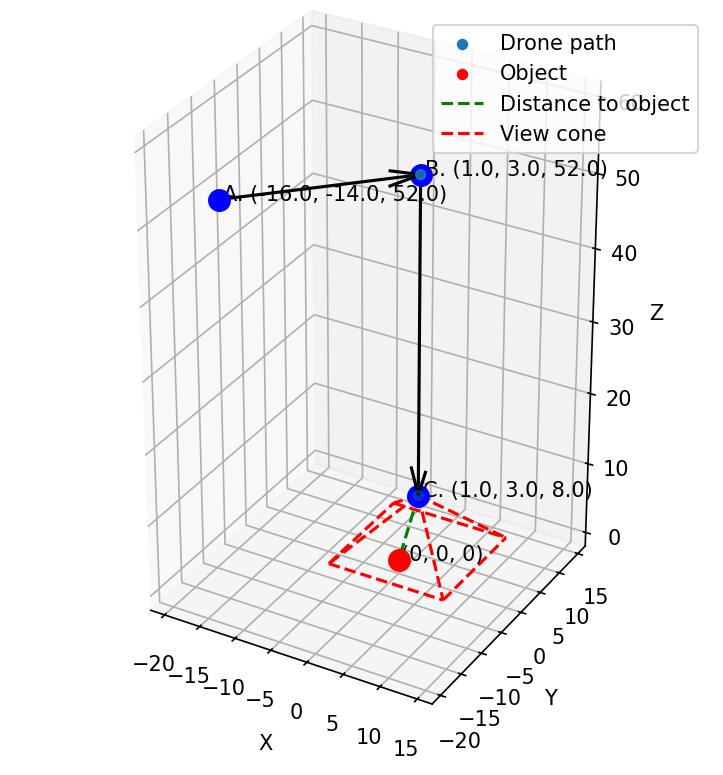 Drone path
Object
Distance to object
View cone
60
B. (1.0, 3.0, 52.0)
50
A. (-16.0, -14.0, 52.0)
40
Z
30
20
10
C. (1.0, 3.0, 8.0)
0
(0, 0, 0)
15
10
5
0
−5
−10
−15
−20
Y
−20
−15
−10
−5
0
5
10
15
X